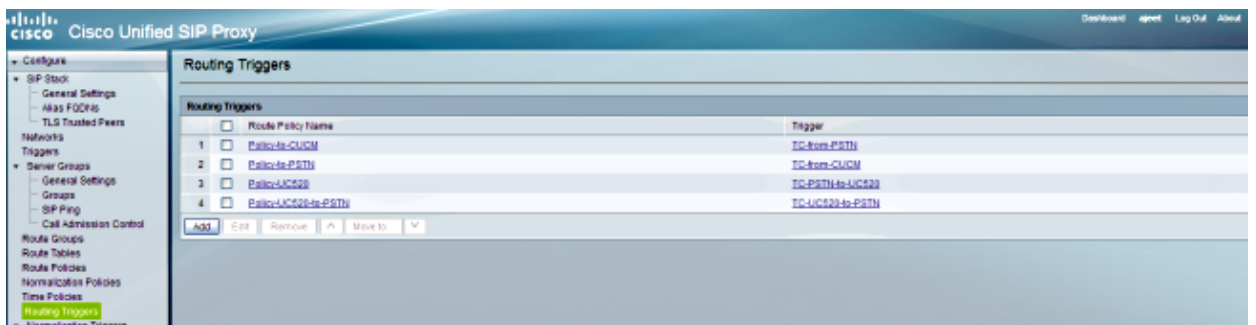 Dashboard ajeet Log Out About
CISCO Cisco Unified SIP Proxy
Configure
SIP Stack
General Settings
Alias FQDNs
TLS Trusted Peers
Networks
Triggers
Server Groups
General Settings
Groups
SIP Ping
Call Admission Control
Route Groups
Route Tables
Route Policies
Normalization Policies
Time Policies
Routing Triggers
Normalization Triggers
Routing Triggers
Routing Triggers
Route Policy Name Trigger
1 Policy-to-CUCM TC-from-PSTN
2 Policy-to-PSTN TC-from-CUCM
3 Policy-UC520 TC-PSTN-to-UC520
4 Policy-UC520-to-PSTN TC-UC520-to-PSTN
Add Edit Remove Move to...